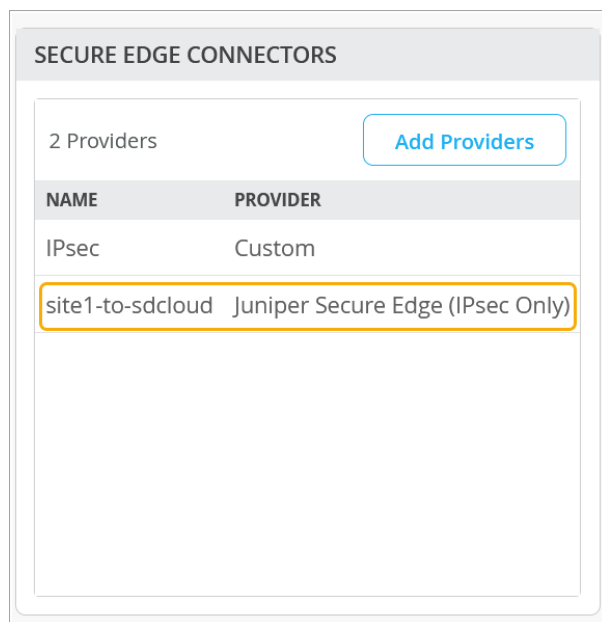 SECURE EDGE CONNECTORS
2 Providers Add Providers
NAME PROVIDER
IPsec Custom
site1-to-sdcloud Juniper Secure Edge (IPsec Only)